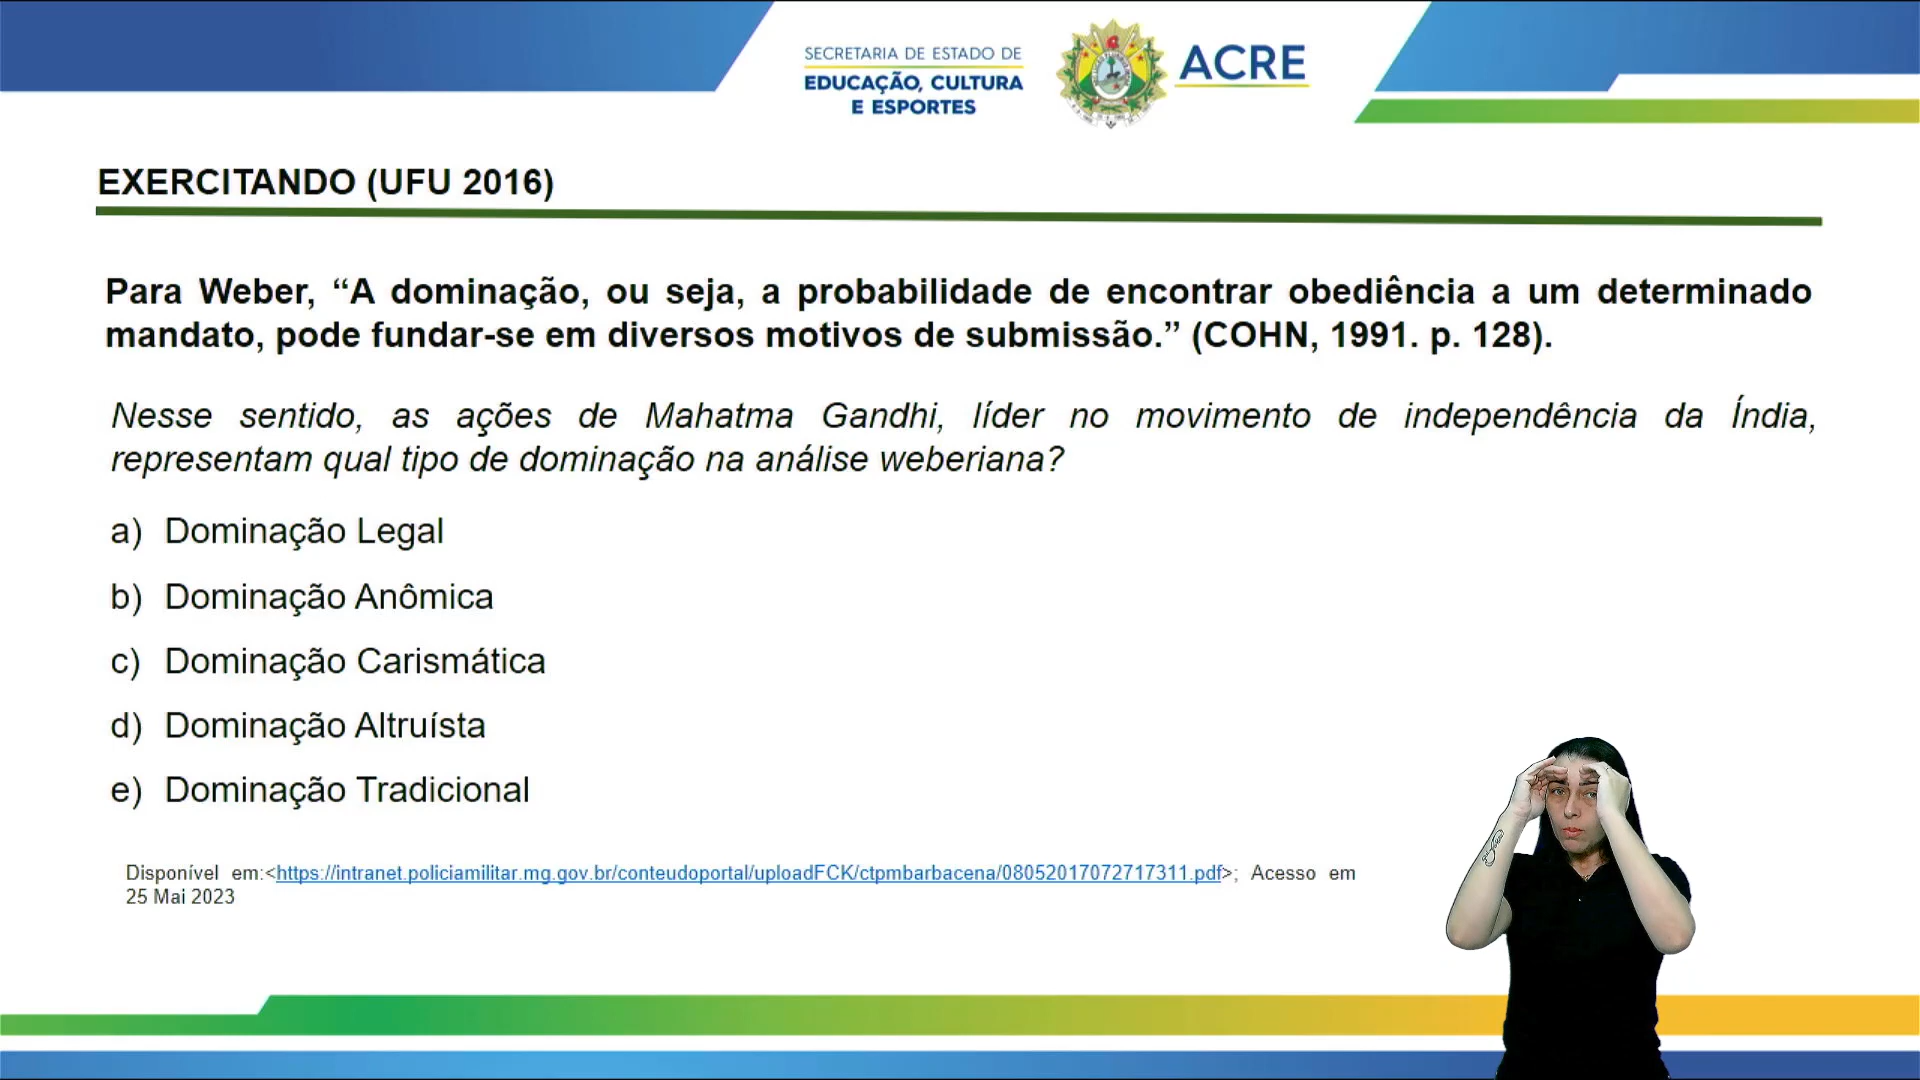 SECRETARIA DE ESTADO DE
EDUCAÇÃO, CULTURA
E ESPORTES
ACRE
EXERCITANDO (UFU 2016)
Para Weber, “A dominação, ou seja, a probabilidade de encontrar obediência a um determinado
mandato, pode fundar-se em diversos motivos de submissão.” (COHN, 1991. p. 128).
Nesse sentido, as ações de Mahatma Gandhi, líder no movimento de independência da Índia,
representam qual tipo de dominação na análise weberiana?
a) Dominação Legal
b) Dominação Anômica
c) Dominação Carismática
d) Dominação Altruísta
e) Dominação Tradicional
Disponível em:<https://intranet.policiamilitar.mg.gov.br/conteudoportal/uploadFCK/ctpmbarbacena/08052017072717311.pdf>; Acesso em
25 Mai 2023